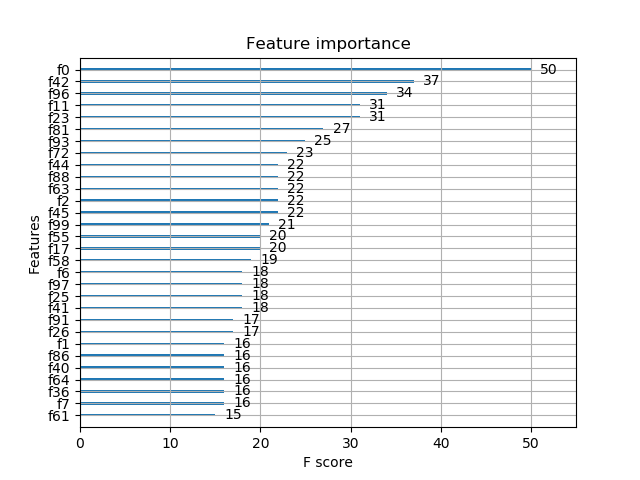 Feature importance
f0 50
f42 37
f96 34
f11 31
f23 31
f81 27
f93 25
f72 23
f44 22
f88 22
f63 22
f2 22
f45 22
f99 21
f55 20
f17 20
f58 19
f6 18
f97 18
f25 18
f41 18
f91 17
f26 17
f1 16
f86 16
f40 16
f64 16
f36 16
f7 16
f61 15
Features
0 10 20 30 40 50
F score